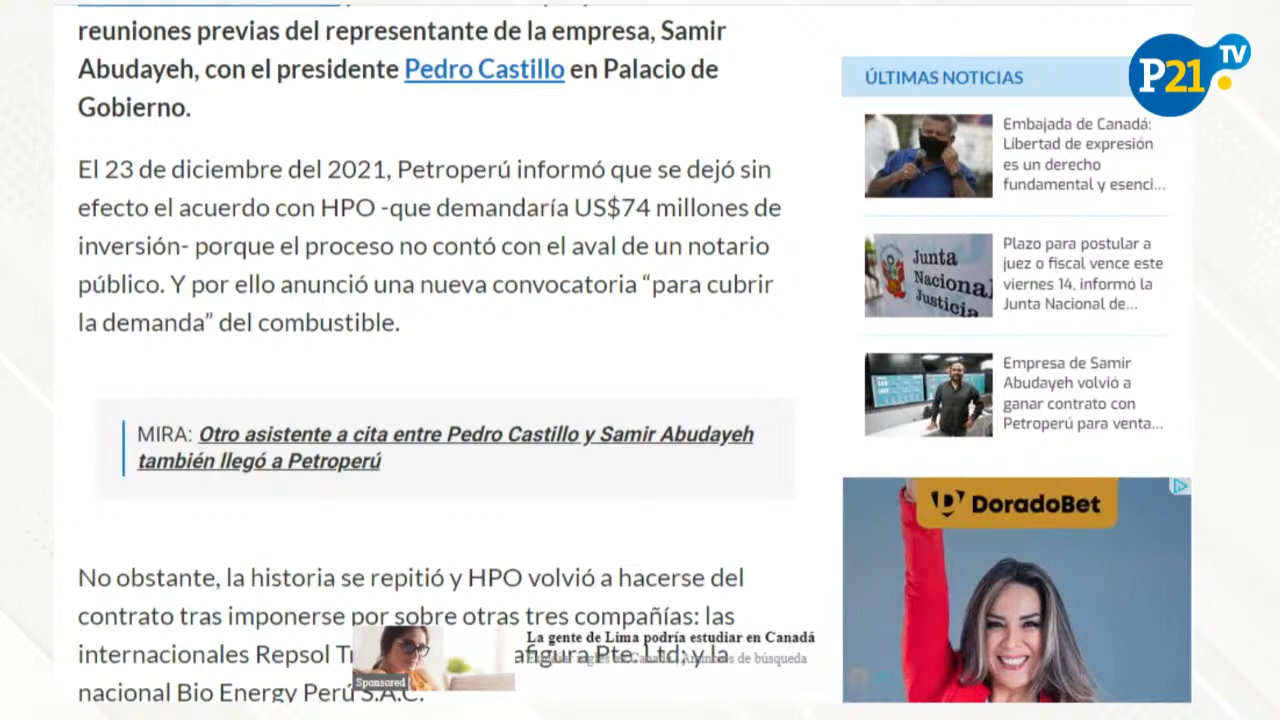 reuniones previas del representante de la empresa, Samir
Abudayeh, con el presidente Pedro Castillo en Palacio de
Gobierno.
El 23 de diciembre del 2021, Petroperú informó que se dejó sin
efecto el acuerdo con HPO -que demandaría US$74 millones de
inversión- porque el proceso no contó con el aval de un notario
público. Y por ello anunció una nueva convocatoria “para cubrir
la demanda” del combustible.
MIRA: Otro asistente a cita entre Pedro Castillo y Samir Abudayeh
también llegó a Petroperú
No obstante, la historia se repitió y HPO volvió a hacerse del
contrato tras imponerse por sobre otras tres compañías: las
internacionales Repsol
afigura Pte. Ltd; y la
nacional Bio Energy Perú S.A.C.
La gente de Lima podría estudiar en Canadá
Anuncios de búsqueda
Sponsored
P21 TV
ÚLTIMAS NOTICIAS
Embajada de Canadá:
Libertad de expresión
es un derecho
fundamental y esenci...
Junta
Nacional
Justicia
Plazo para postular a
juez o fiscal vence este
viernes 14, informó la
Junta Nacional de...
Empresa de Samir
Abudayeh volvió a
ganar contrato con
Petroperú para venta...
DoradoBet